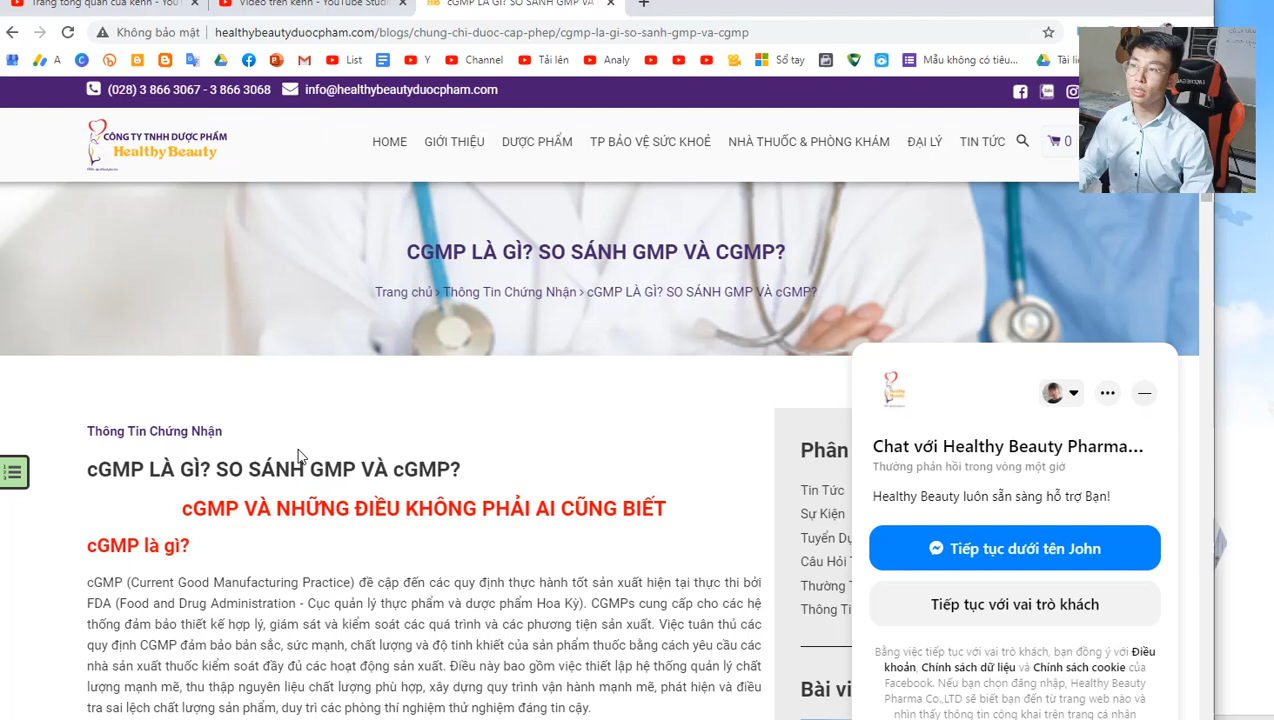 Trang tổng quan của kênh - YouT
Video trên kênh - YouTube Studi
cGMP LÀ GÌ? SO SÁNH GMP VÀ
Không bảo mật
healthybeautyduocpham.com/blogs/chung-chi-duoc-cap-phep/cgmp-la-gi-so-sanh-gmp-va-cgmp
A
List
Y
Channel
Tải lên
Analy
Sổ tay
Mẫu không có tiêu...
Tài li
(028) 3 866 3067 - 3 866 3068
info@healthybeautyduocpham.com
CÔNG TY TNHH DƯỢC PHẨM
HealthyBeauty
HOME
GIỚI THIỆU
DƯỢC PHẨM
TP BẢO VỆ SỨC KHOẺ
NHÀ THUỐC & PHÒNG KHÁM
ĐẠI LÝ
TIN TỨC
0
CGMP LÀ GÌ? SO SÁNH GMP VÀ CGMP?
Trang chủ › Thông Tin Chứng Nhận › cGMP LÀ GÌ? SO SÁNH GMP VÀ cGMP?
Thông Tin Chứng Nhận
cGMP LÀ GÌ? SO SÁNH GMP VÀ cGMP?
cGMP VÀ NHỮNG ĐIỀU KHÔNG PHẢI AI CŨNG BIẾT
cGMP là gì?
cGMP (Current Good Manufacturing Practice) đề cập đến các quy định thực hành tốt sản xuất hiện tại thực thi bởi
FDA (Food and Drug Administration - Cục quản lý thực phẩm và dược phẩm Hoa Kỳ). CGMPs cung cấp cho các hệ
thống đảm bảo thiết kế hợp lý, giám sát và kiểm soát các quá trình và các phương tiện sản xuất. Việc tuân thủ các
quy định CGMP đảm bảo bản sắc, sức mạnh, chất lượng và độ tinh khiết của sản phẩm thuốc bằng cách yêu cầu các
nhà sản xuất thuốc kiểm soát đầy đủ các hoạt động sản xuất. Điều này bao gồm việc thiết lập hệ thống quản lý chất
lượng mạnh mẽ, thu thập nguyên liệu chất lượng phù hợp, xây dựng quy trình vận hành mạnh mẽ, phát hiện và điều
tra sai lệch chất lượng sản phẩm, duy trì các phòng thí nghiệm thử nghiệm đáng tin cậy.
Phân
Tin Tức
Sự Kiện
Tuyển Dụ
Câu Hỏi T
Thường T
Thông Ti
Bài vi
Chat với Healthy Beauty Pharma...
Thường phản hồi trong vòng một giờ
Healthy Beauty luôn sẵn sàng hỗ trợ Bạn!
Tiếp tục dưới tên John
Tiếp tục với vai trò khách
Bằng việc tiếp tục với vai trò khách, bạn đồng ý với Điều
khoản, Chính sách dữ liệu và Chính sách cookie của
Facebook. Nếu bạn chọn đăng nhập, Healthy Beauty
Pharma Co.,LTD sẽ biết bạn đến từ trang web nào và
nhìn thấy thông tin công khai trên trang cá nhân